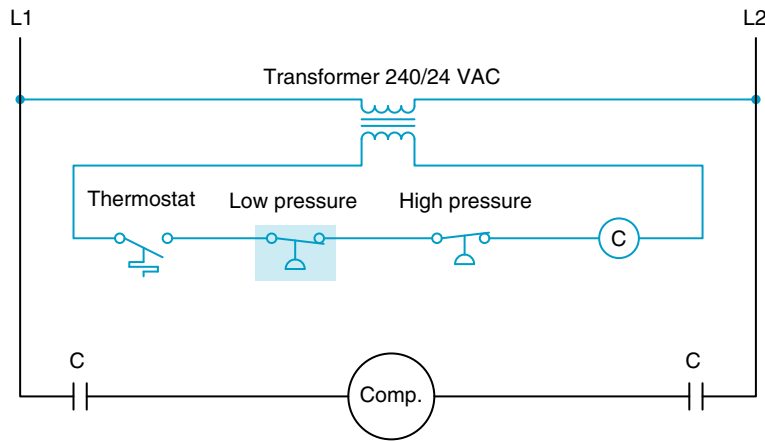 L1
L2
Transformer 240/24 VAC
Thermostat
Low pressure
High pressure
C
C
C
Comp.